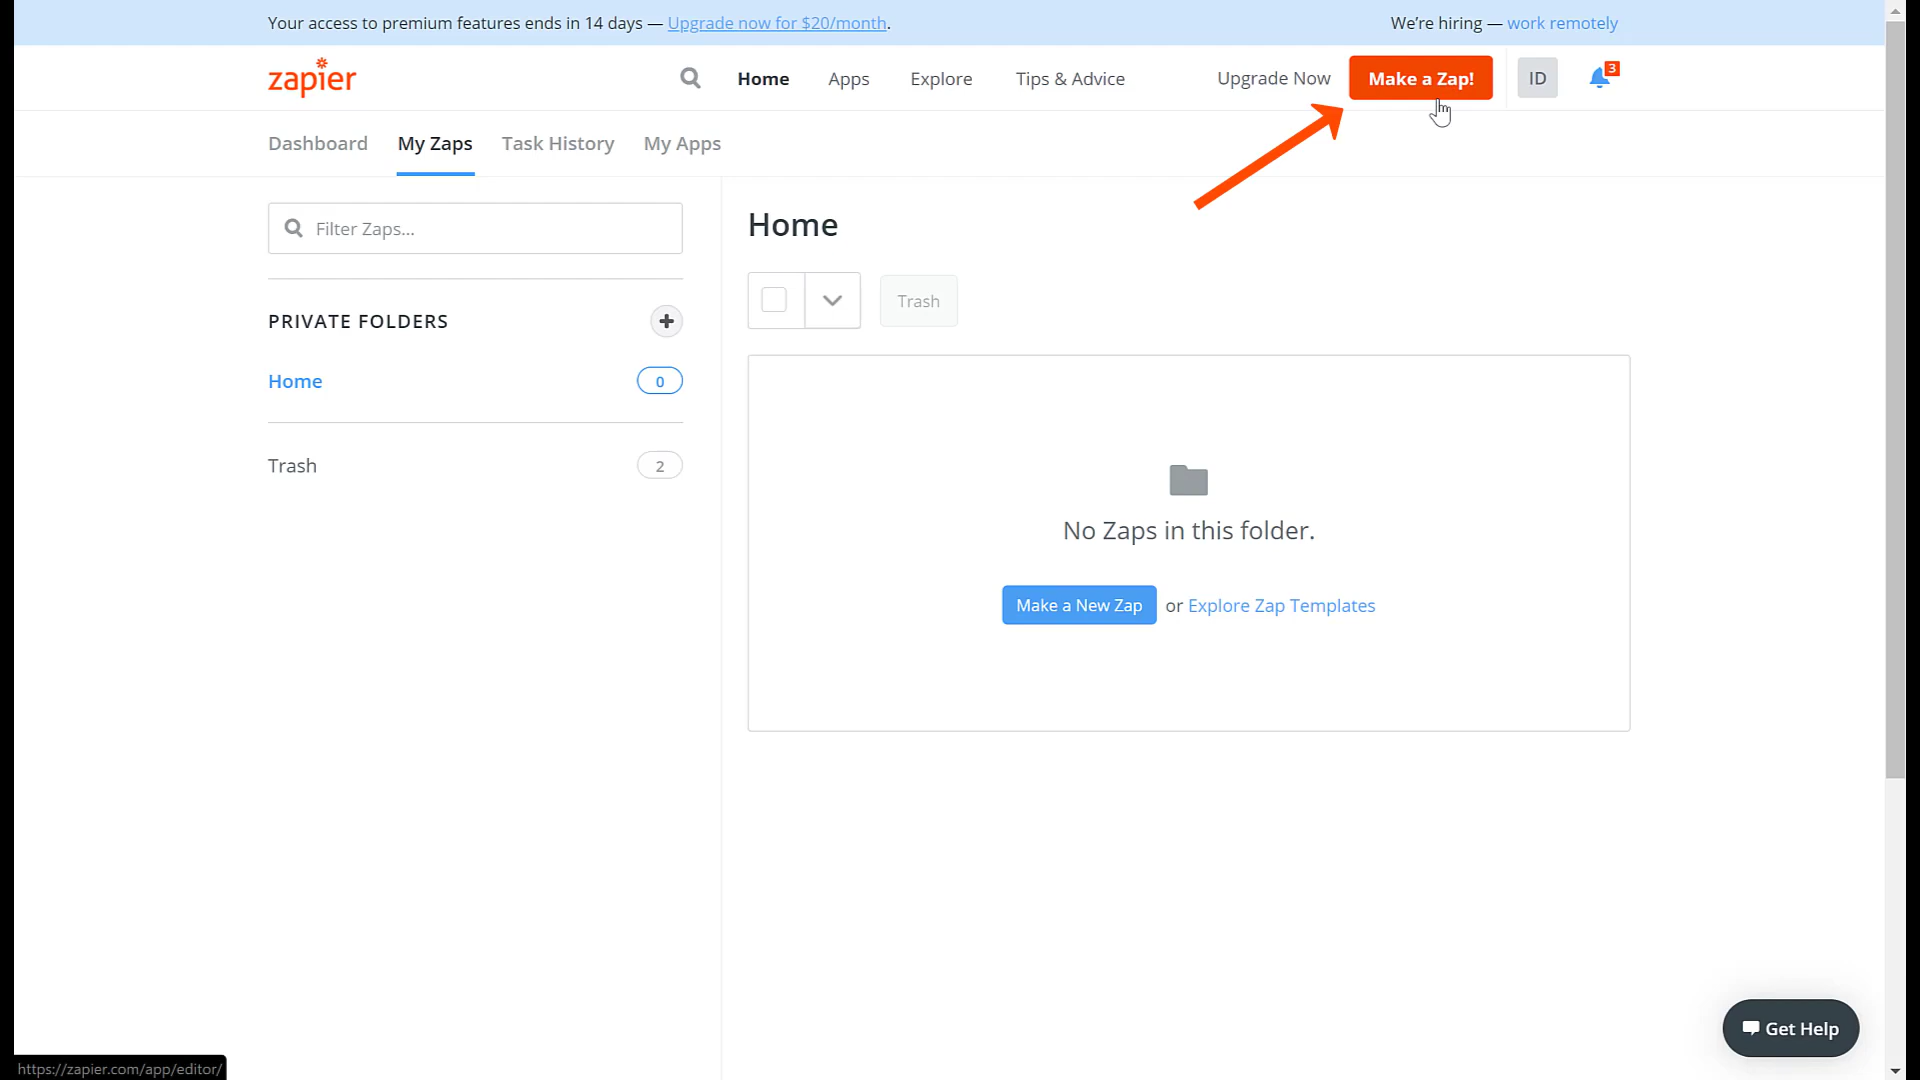 Your access to premium features ends in 14 days — Upgrade now for $20/month.
We're hiring — work remotely
zapier
Home
Apps
Explore
Tips & Advice
Upgrade Now
Make a Zap!
ID
3
Dashboard
My Zaps
Task History
My Apps
Filter Zaps...
PRIVATE FOLDERS
Home
0
Trash
2
Home
Trash
No Zaps in this folder.
Make a New Zap or Explore Zap Templates
Get Help
https://zapier.com/app/editor/